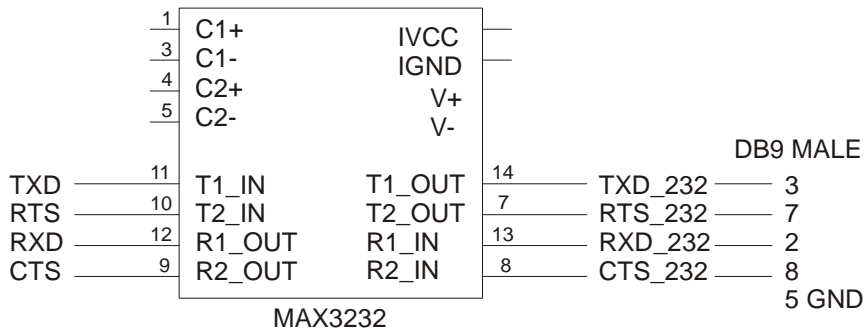 1 C1+ IVCC
3 C1- IGND
4 C2+ V+
5 C2- V-
DB9 MALE
TXD 11 T1_IN T1_OUT 14 TXD_232 3
RTS 10 T2_IN T2_OUT 7 RTS_232 7
RXD 12 R1_OUT R1_IN 13 RXD_232 2
CTS 9 R2_OUT R2_IN 8 CTS_232 8
5 GND
MAX3232